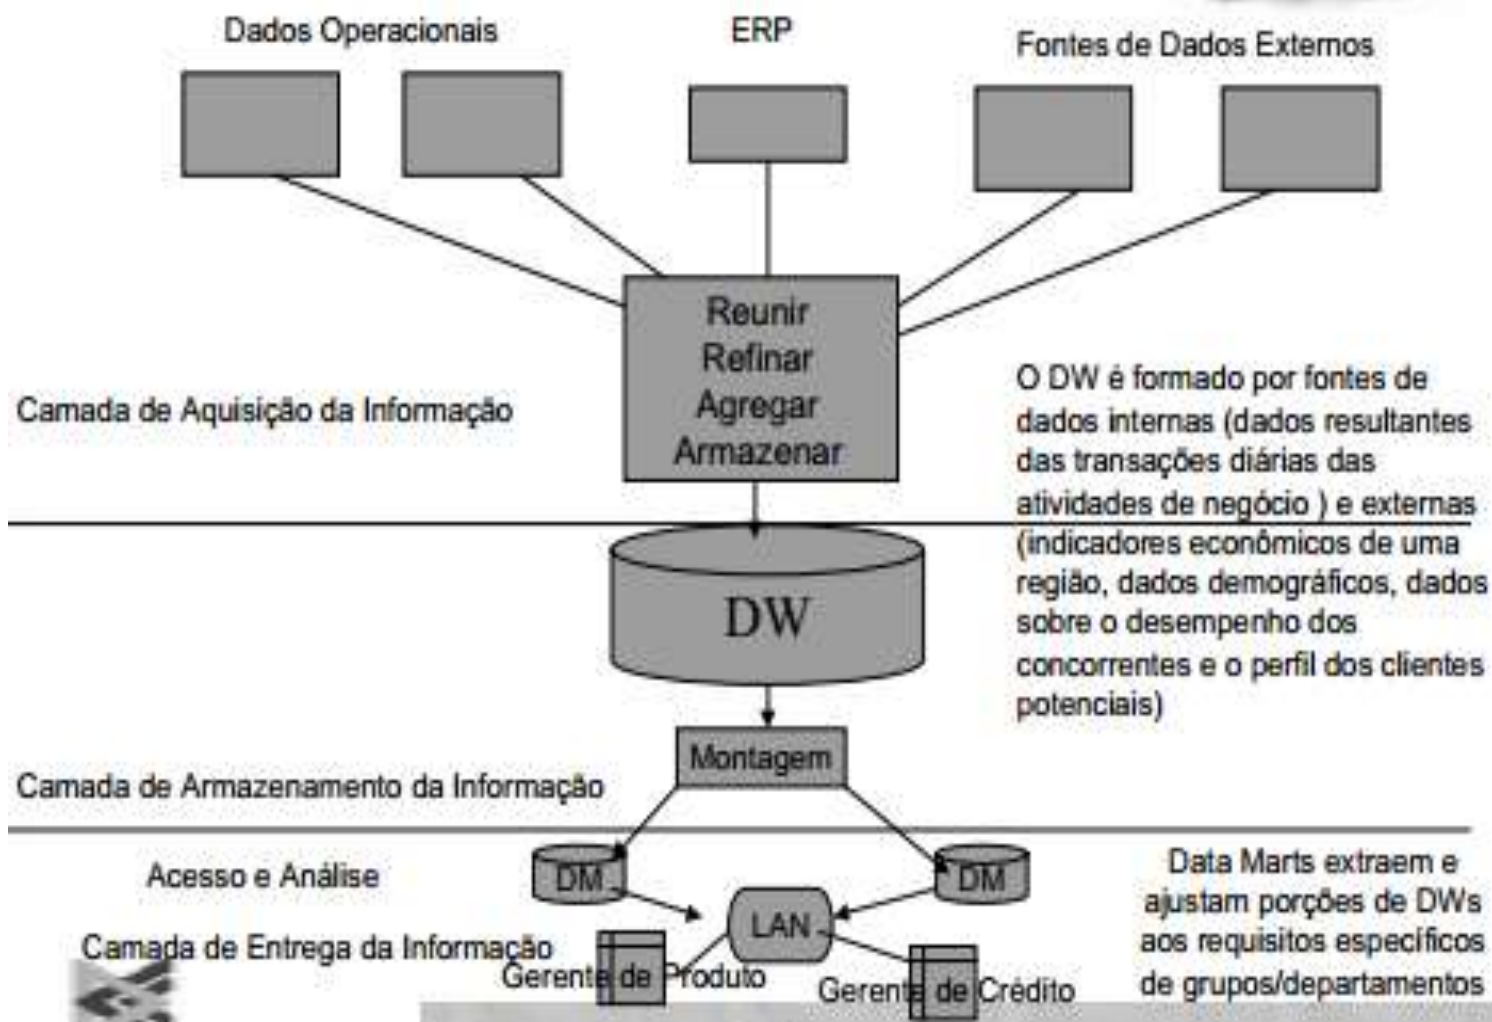 Dados Operacionais
ERP
Fontes de Dados Externos
Reunir
Refinar
Agregar
Armazenar
Camada de Aquisição da Informação
O DW é formado por fontes de
dados internas (dados resultantes
das transações diárias das
atividades de negócio ) e externas
(indicadores econômicos de uma
região, dados demográficos, dados
sobre o desempenho dos
concorrentes e o perfil dos clientes
potenciais)
DW
Montagem
Camada de Armazenamento da Informação
Acesso e Análise
DM
DM
LAN
Data Marts extraem e
ajustam porções de DWs
aos requisitos específicos
de grupos/departamentos
Camada de Entrega da Informação
Gerente de Produto
Gerente de Crédito